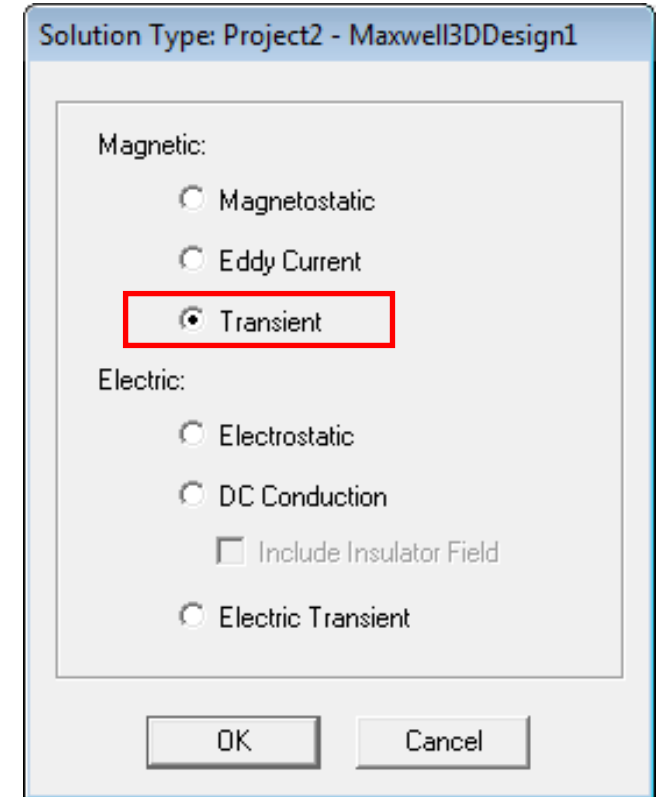 Solution Type: Project2 - Maxwell3DDesign1
Magnetic:
Magnetostatic
Eddy Current
Transient
Electric:
Electrostatic
DC Conduction
Include Insulator Field
Electric Transient
OK
Cancel